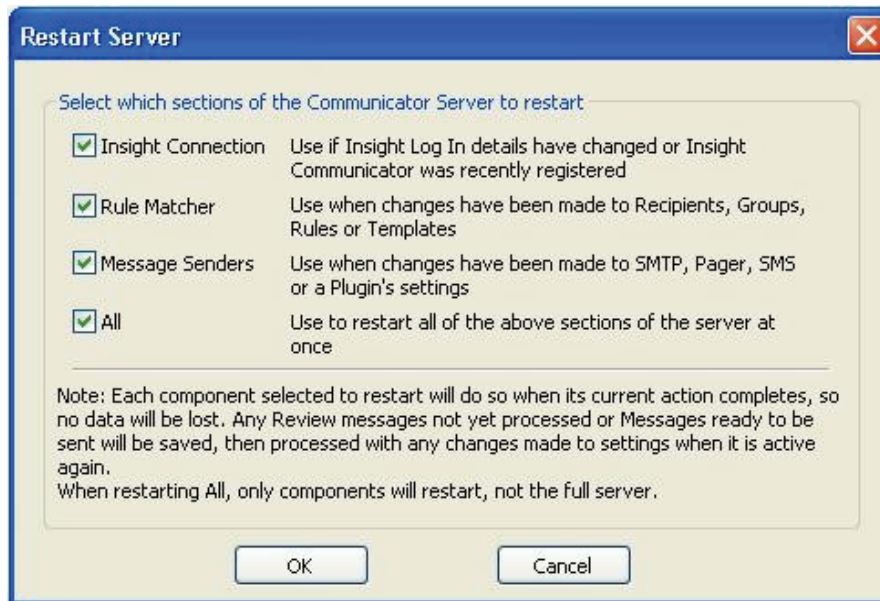 Restart Server
Select which sections of the Communicator Server to restart
Insight Connection Use if Insight Log In details have changed or Insight
Communicator was recently registered
Rule Matcher Use when changes have been made to Recipients, Groups,
Rules or Templates
Message Senders Use when changes have been made to SMTP, Pager, SMS
or a Plugin's settings
All Use to restart all of the above sections of the server at
once
Note: Each component selected to restart will do so when its current action completes, so
no data will be lost. Any Review messages not yet processed or Messages ready to be
sent will be saved, then processed with any changes made to settings when it is active
again.
When restarting All, only components will restart, not the full server.
OK Cancel